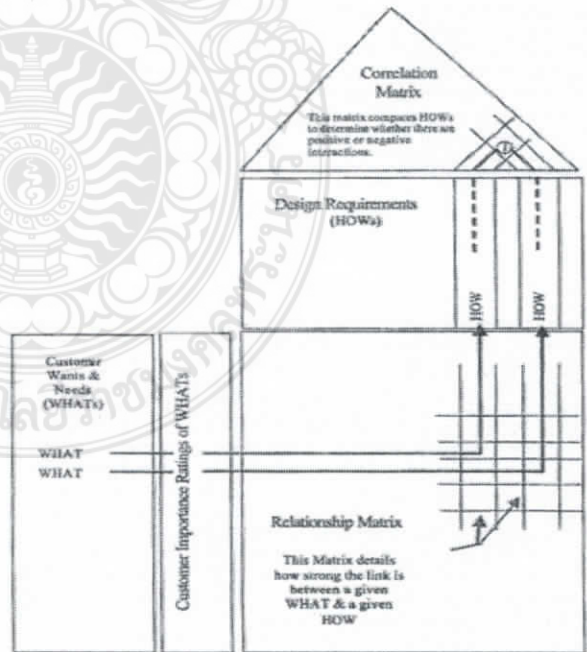 Correlation
Matrix
This matrix compares HOWs
to determine whether there are
positive or negative
interactions.
Design Requirements
(HOWs)
HOW
HOW
Customer
Wants &
Needs
(WHATs)
Customer Importance Ratings of WHATs
WHAT
WHAT
Relationship Matrix
This Matrix details
how strong the link is
between a given
WHAT & a given
HOW